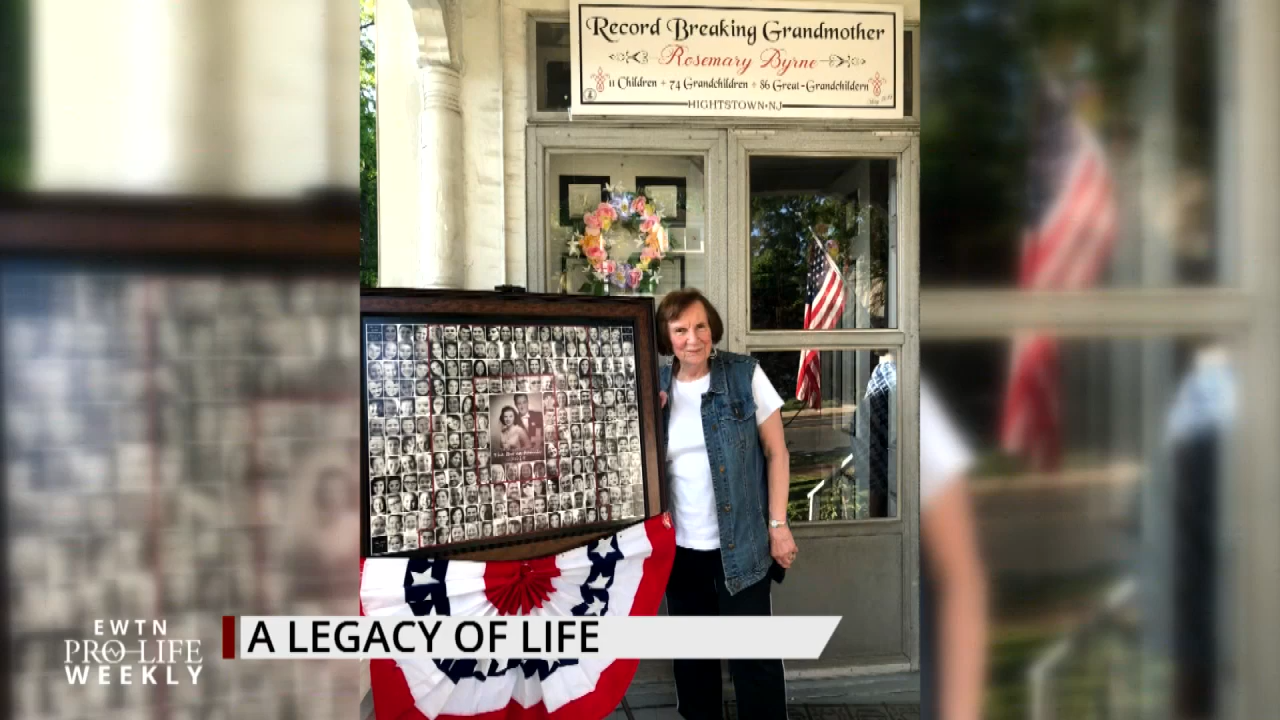 Record Breaking Grandmother
Rosemary Byrne
11 Children + 74 Grandchildren + 86 Great-Grandchildern
HIGHTSTOWN•NJ
A LEGACY OF LIFE
EWTN
PRO-LIFE
WEEKLY